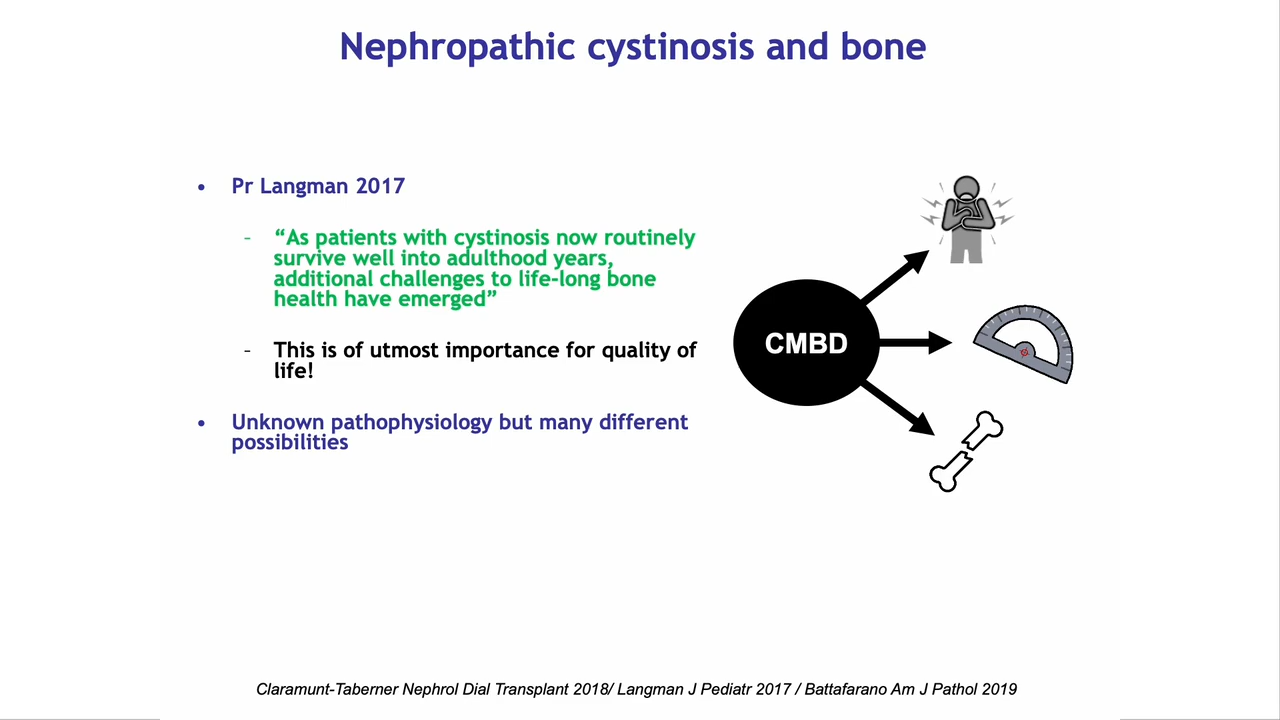 Nephropathic cystinosis and bone
• Pr Langman 2017
– “As patients with cystinosis now routinely
survive well into adulthood years,
additional challenges to life-long bone
health have emerged”
– This is of utmost importance for quality of
life!
• Unknown pathophysiology but many different
possibilities
CMBD
Claramunt-Taberner Nephrol Dial Transplant 2018/ Langman J Pediatr 2017 / Battafarano Am J Pathol 2019